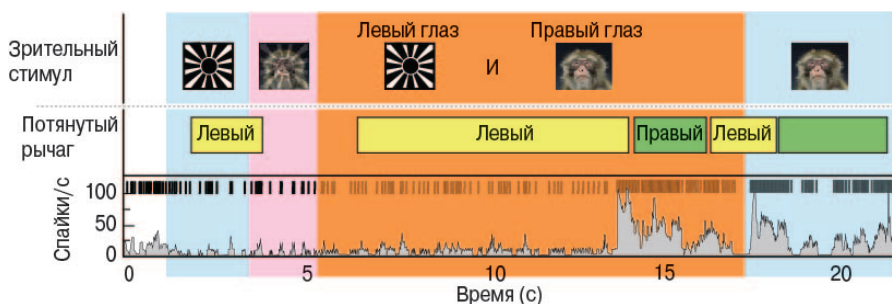 Левый глаз Правый глаз
Зрительный
стимул
И
Потянутый
рычаг
Левый Левый Правый Левый
Спайки/с
100
50
0
0 5 10 15 20
Время (с)